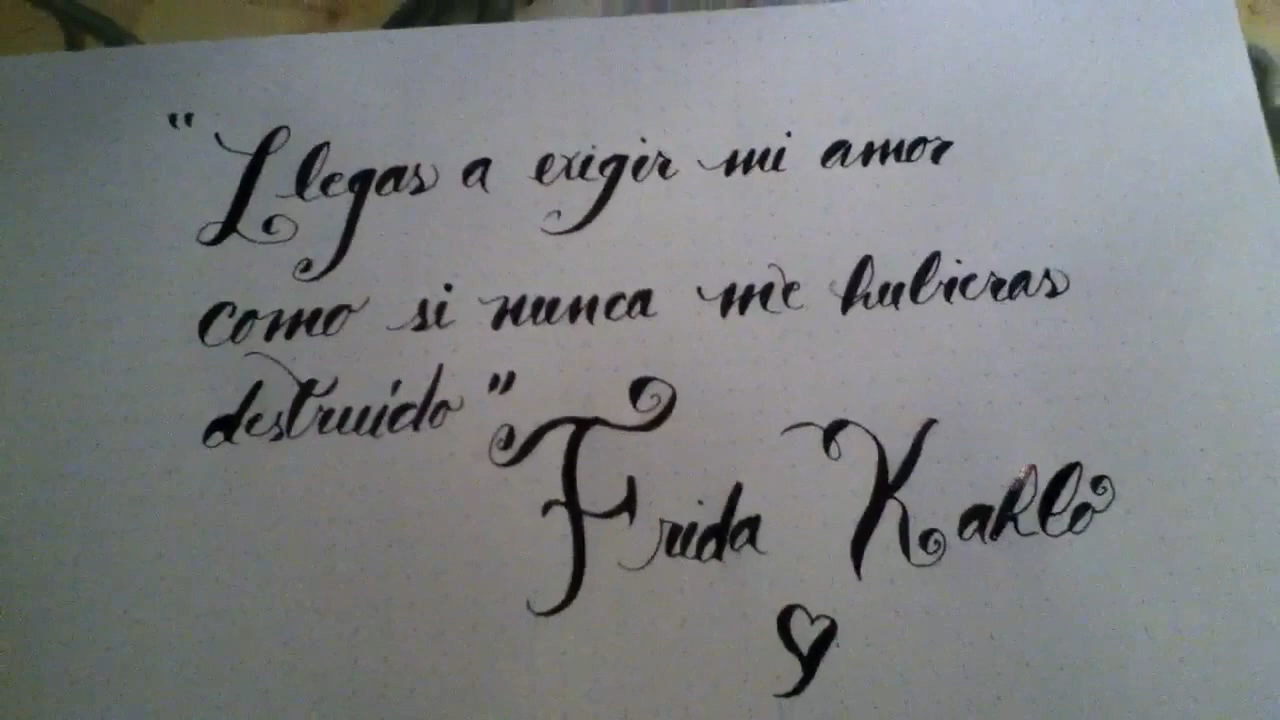 "Llegas a exigir mi amor
como si nunca me hubieras
destruido"
Frida Kahlo